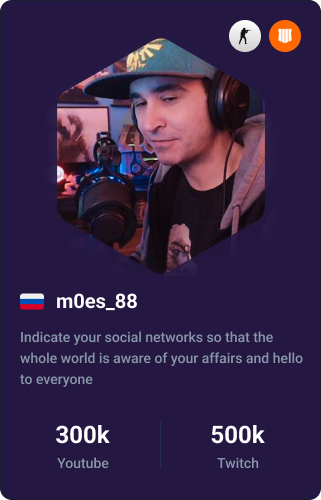 m0es_88
Indicate your social networks so that the
whole world is aware of your affairs and hello
to everyone
300k
500k
Youtube
Twitch